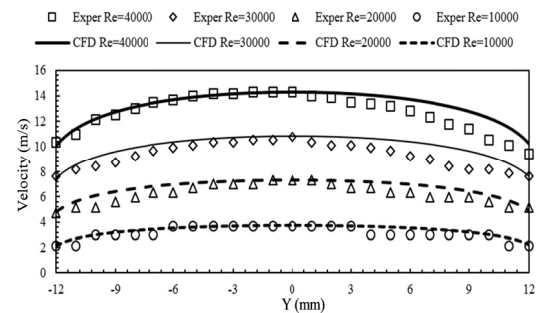 Exper Re=40000 Exper Re=30000 Exper Re=20000 Exper Re=10000
CFD Re=40000 CFD Re=30000 CFD Re=20000 CFD Re=10000
16
14
12
10
8
6
4
2
0
Velocity (m/s)
-12 -9 -6 -3 0 3 6 9 12
Y (mm)